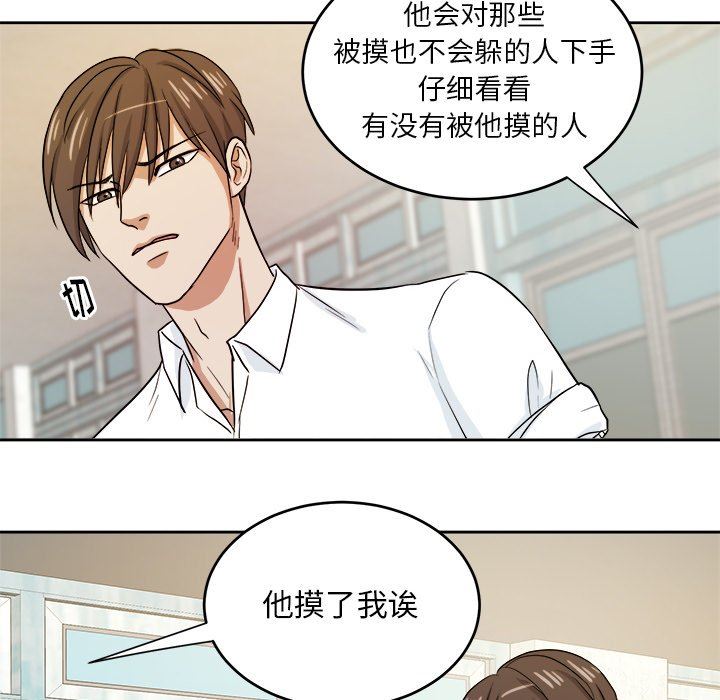 他会对那些
被摸也不会躲的人下手
仔细看看
有没有被他摸的人
切
他摸了我诶